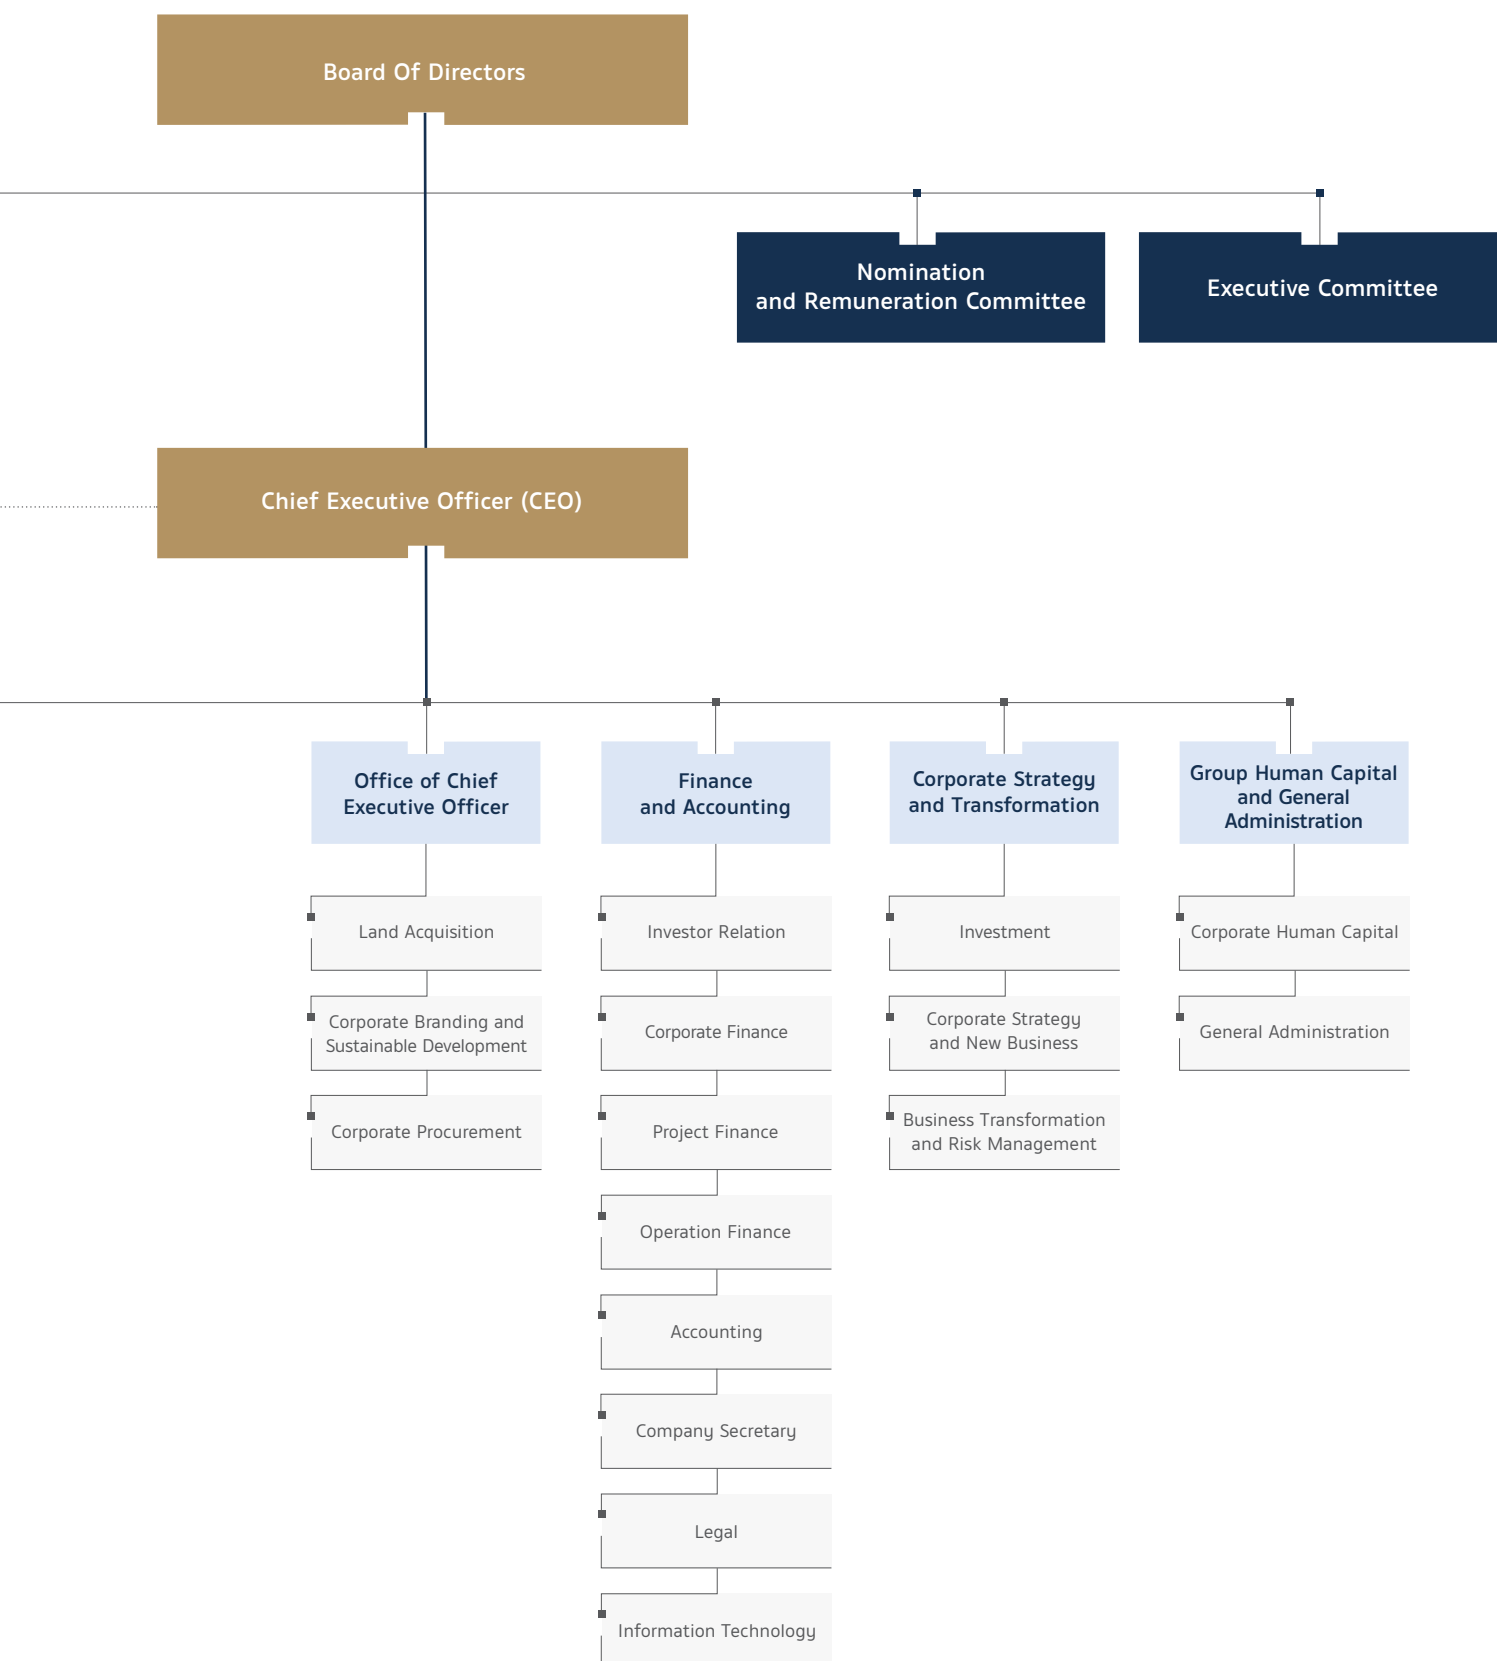 Board Of Directors
Nomination
and Remuneration Committee
Executive Committee
Chief Executive Officer (CEO)
Office of Chief
Executive Officer
Finance
and Accounting
Corporate Strategy
and Transformation
Group Human Capital
and General
Administration
Land Acquisition
Investor Relation
Investment
Corporate Human Capital
Corporate Branding and
Sustainable Development
Corporate Finance
Corporate Strategy
and New Business
General Administration
Corporate Procurement
Project Finance
Business Transformation
and Risk Management
Operation Finance
Accounting
Company Secretary
Legal
Information Technology